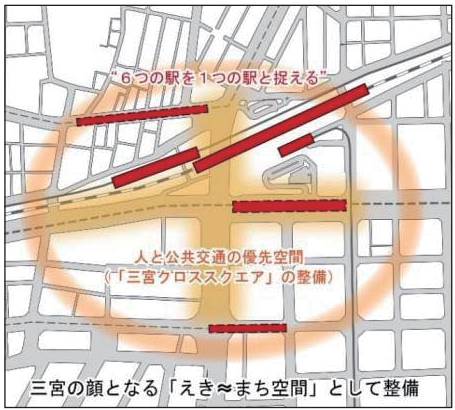 “６つの駅を１つの駅と捉える”
人と公共交通の優先空間
(「三宮クロススクエア」の整備)
三宮の顔となる「えき≈まち空間」として整備